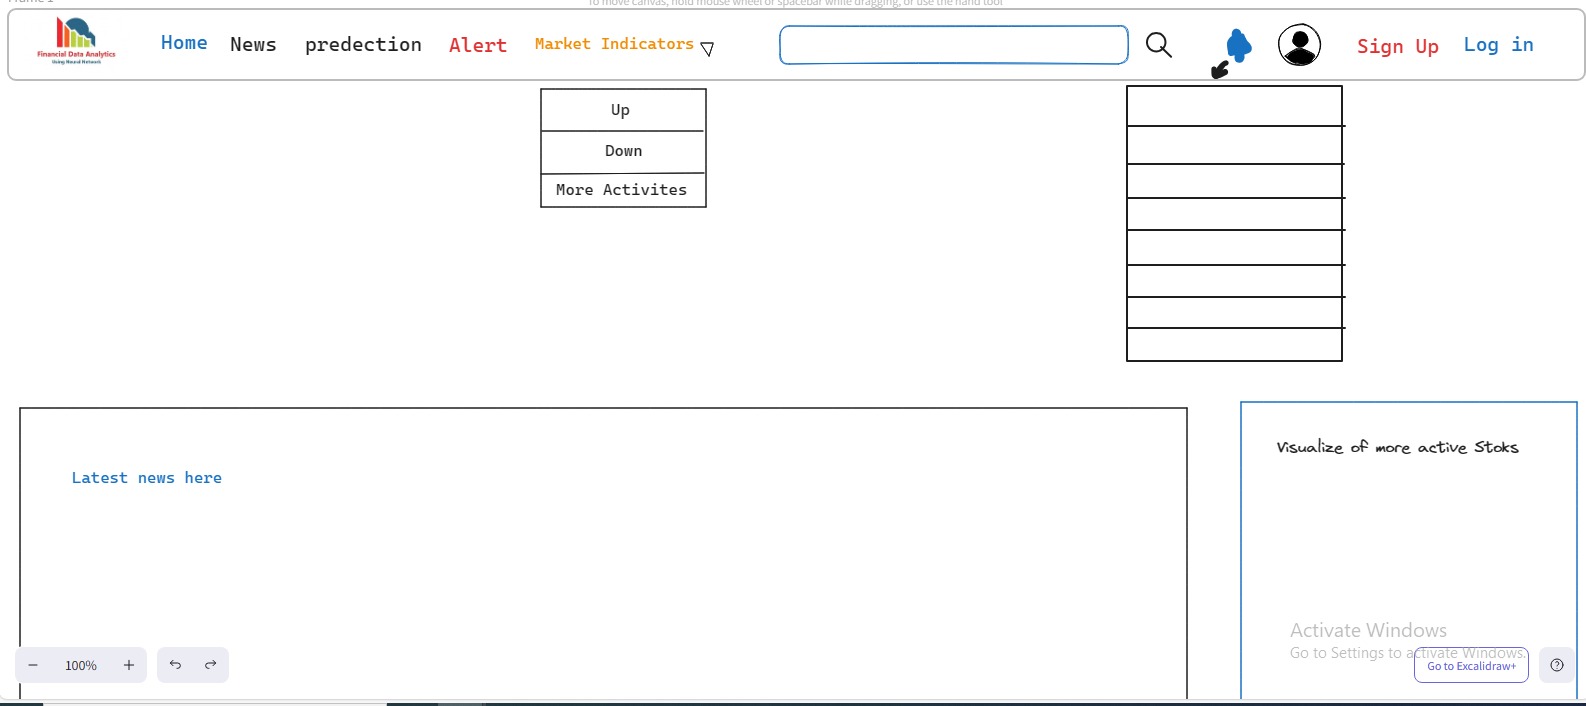 Frame 1
To move canvas, hold mouse wheel or spacebar while dragging, or use the hand tool
Financial Data Analytics
Using Neural Network
Home News predection Alert Market Indicators Sign Up Log in
Up
Down
More Activites
Latest news here
Visualize of more active Stoks
Activate Windows
Go to Settings to activate Windows.
100%
Go to Excalidraw+